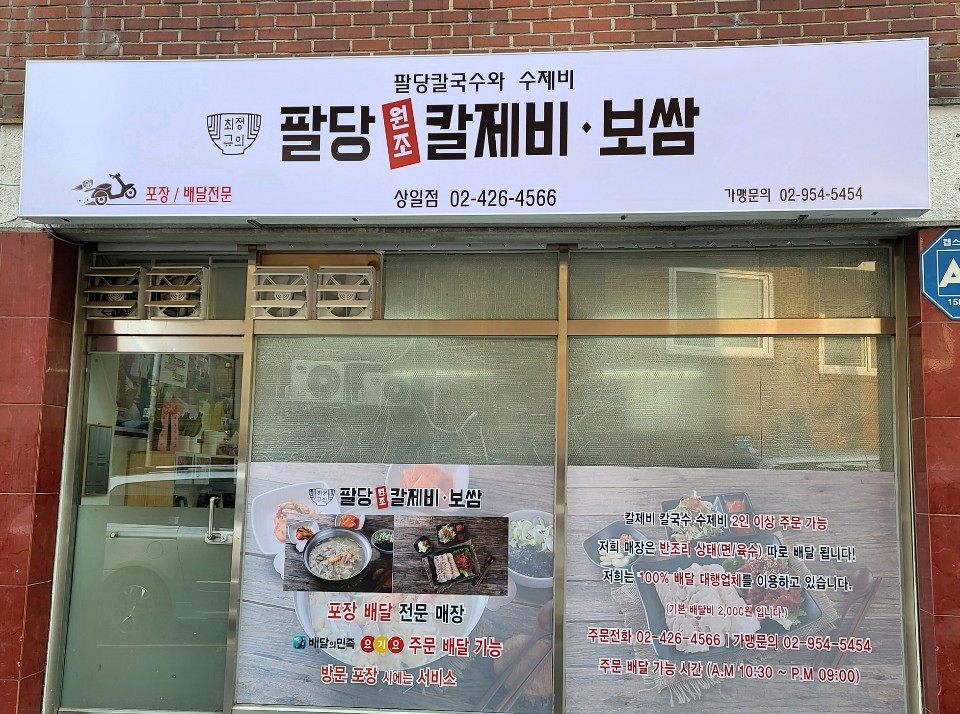 팔당칼국수와 수제비
최정규의 팔당 원조 칼제비·보쌈
포장 / 배달전문
상일점 02-426-4566
가맹문의 02-954-5454
캡스
158
최정규의 팔당 원조 칼제비·보쌈
포장 배달 전문 매장
배달의민족 요기요 주문 배달 가능
방문 포장 시에는 서비스
칼제비 칼국수 수제비 2인 이상 주문 가능
저희 매장은 반조리 상태(면/육수) 따로 배달 됩니다!
저희는 100% 배달 대행업체를 이용하고 있습니다.
(기본 배달비 2,000원 입니다.)
주문전화 02-426-4566 | 가맹문의 02-954-5454
주문 배달 가능 시간 (A.M 10:30 ~ P.M 09:00)